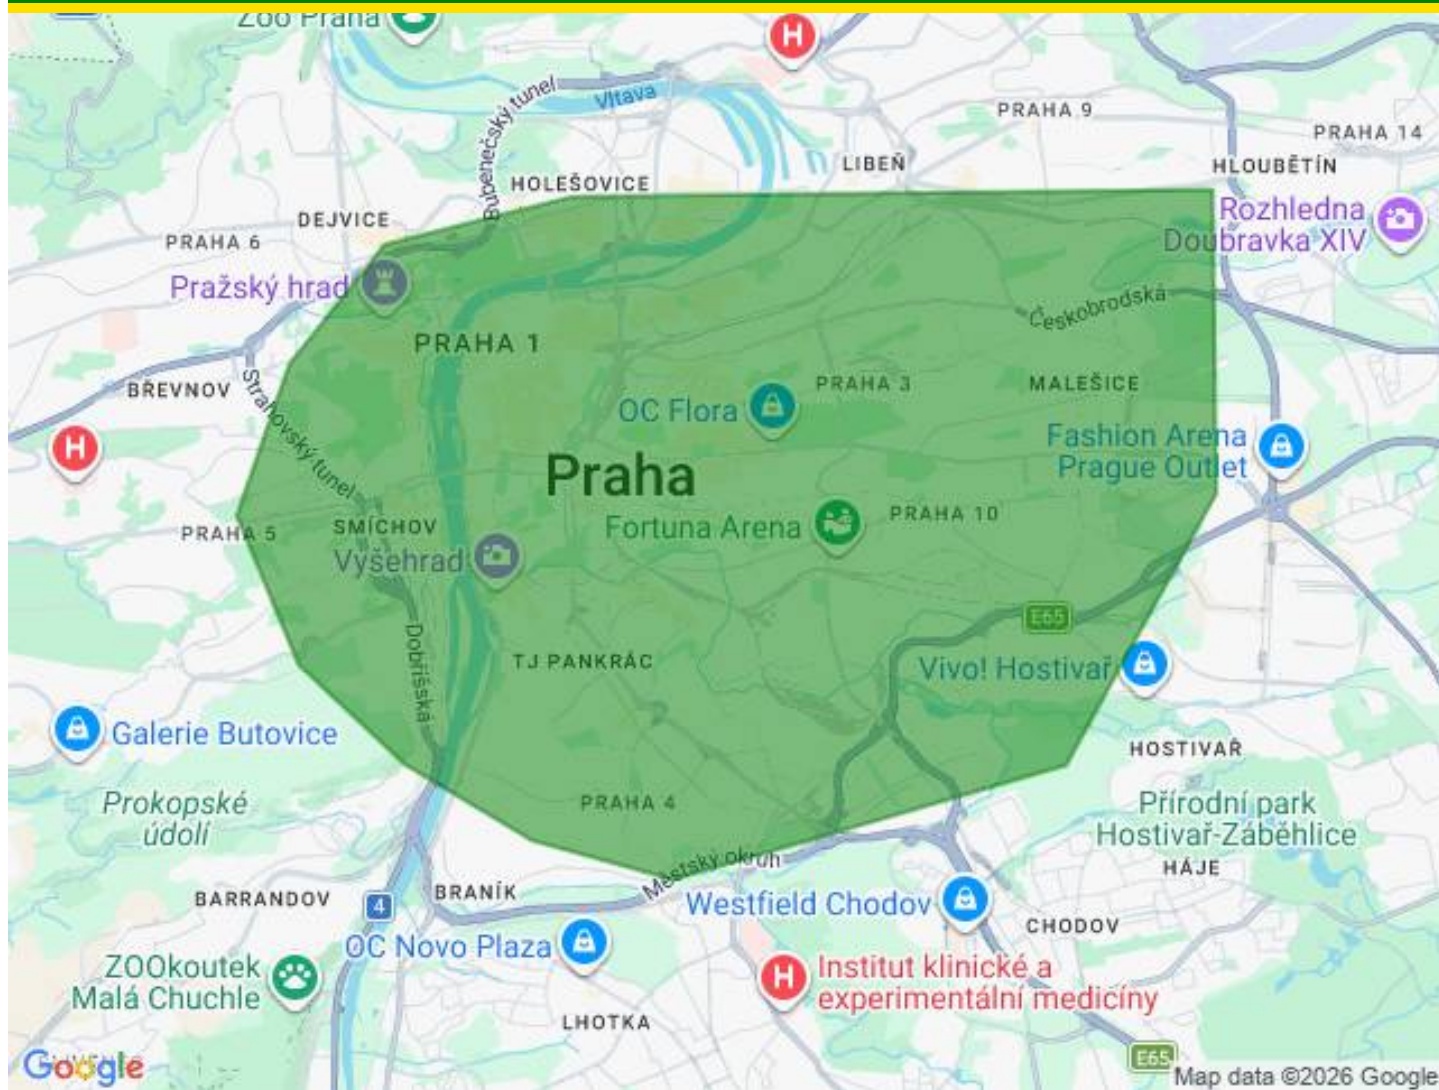 Zoo Praha
H
Bubenečský tunel
Vltava
PRAHA 9
PRAHA 14
LIBEŇ
HLOUBĚTÍN
HOLEŠOVICE
DEJVICE
Rozhledna
Doubravka XIV
PRAHA 6
Pražský hrad
Českobrodská
PRAHA 1
BŘEVNOV
Strahovský tunel
PRAHA 3
MALEŠICE
OC Flora
H
Fashion Arena
Prague Outlet
Praha
PRAHA 10
PRAHA 5
SMÍCHOV
Fortuna Arena
Vyšehrad
E65
Dobříšská
TJ PANKRÁC
Vivo! Hostivař
Galerie Butovice
HOSTIVAŘ
Prokopské
údolí
PRAHA 4
Přírodní park
Hostivař-Záběhlice
Městský okruh
HÁJE
BARRANDOV
4
BRANÍK
Westfield Chodov
CHODOV
OC Novo Plaza
ZOOkoutek
Malá Chuchle
H
Institut klinické a
experimentální medicíny
LHOTKA
Google
E65
Map data ©2026 Google